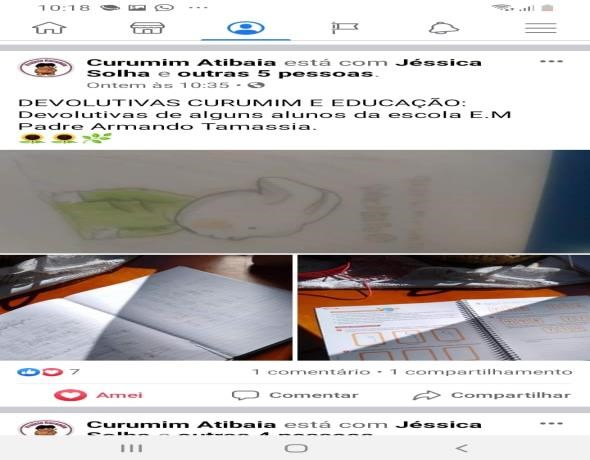 10:18
Curumim Atibaia está com Jéssica
Solha e outras 5 pessoas.
Ontem às 10:35
DEVOLUTIVAS CURUMIM E EDUCAÇÃO:
Devolutivas de alguns alunos da escola E.M
Padre Armando Tamassia.
7
1 comentário • 1 compartilhamento
Amei
Comentar
Compartilhar
Curumim Atibaia está com Jéssica
Solha e outras 4 pessoas.